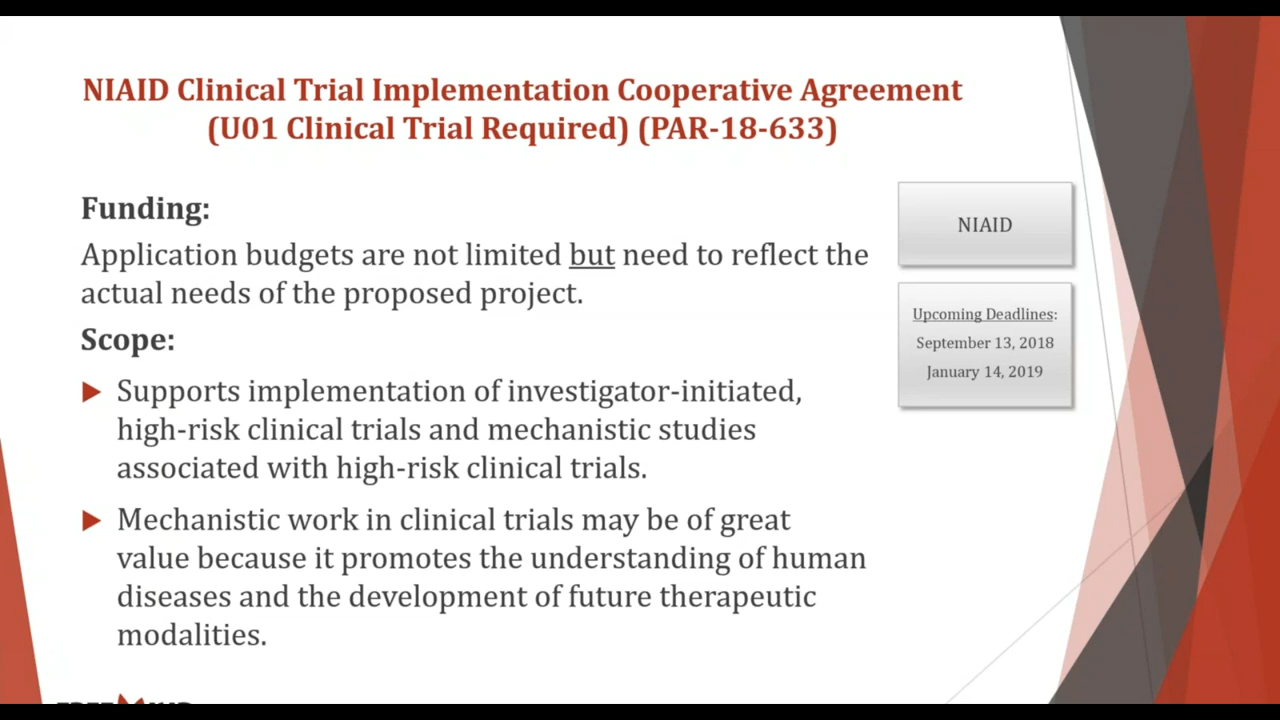 NIAID Clinical Trial Implementation Cooperative Agreement
(U01 Clinical Trial Required) (PAR-18-633)
Funding:
Application budgets are not limited but need to reflect the
actual needs of the proposed project.
Scope:
Supports implementation of investigator-initiated,
high-risk clinical trials and mechanistic studies
associated with high-risk clinical trials.
Mechanistic work in clinical trials may be of great
value because it promotes the understanding of human
diseases and the development of future therapeutic
modalities.
NIAID
Upcoming Deadlines:
September 13, 2018
January 14, 2019